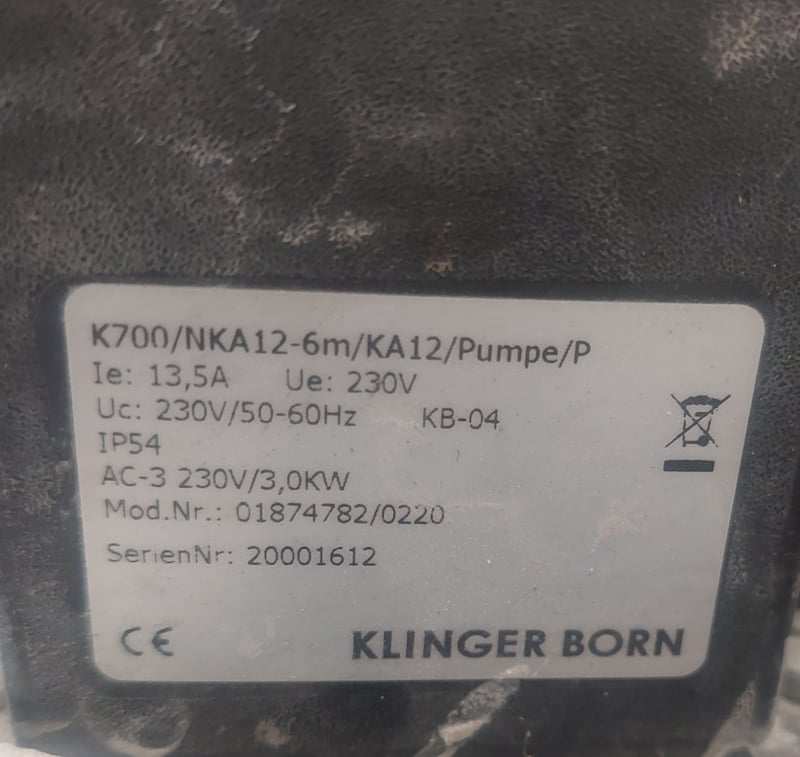 K700/NKA12-6m/KA12/Pumpe/P
Ie: 13,5A Ue: 230V
Uc: 230V/50-60Hz KB-04
IP54
AC-3 230V/3,0KW
Mod.Nr.: 01874782/0220
SerienNr: 20001612
CE KLINGER BORN